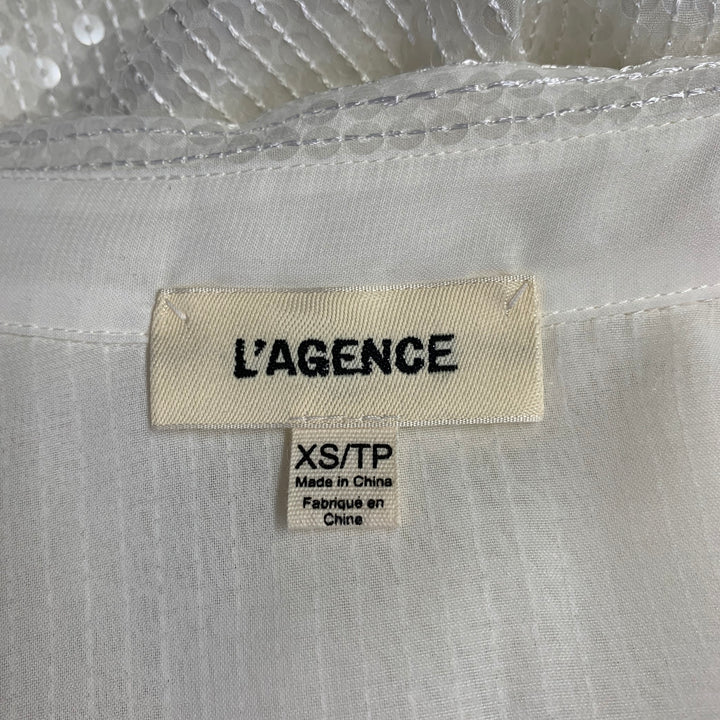 L'AGENCE
XS/TP
Made in China
Fabriqué en
Chine